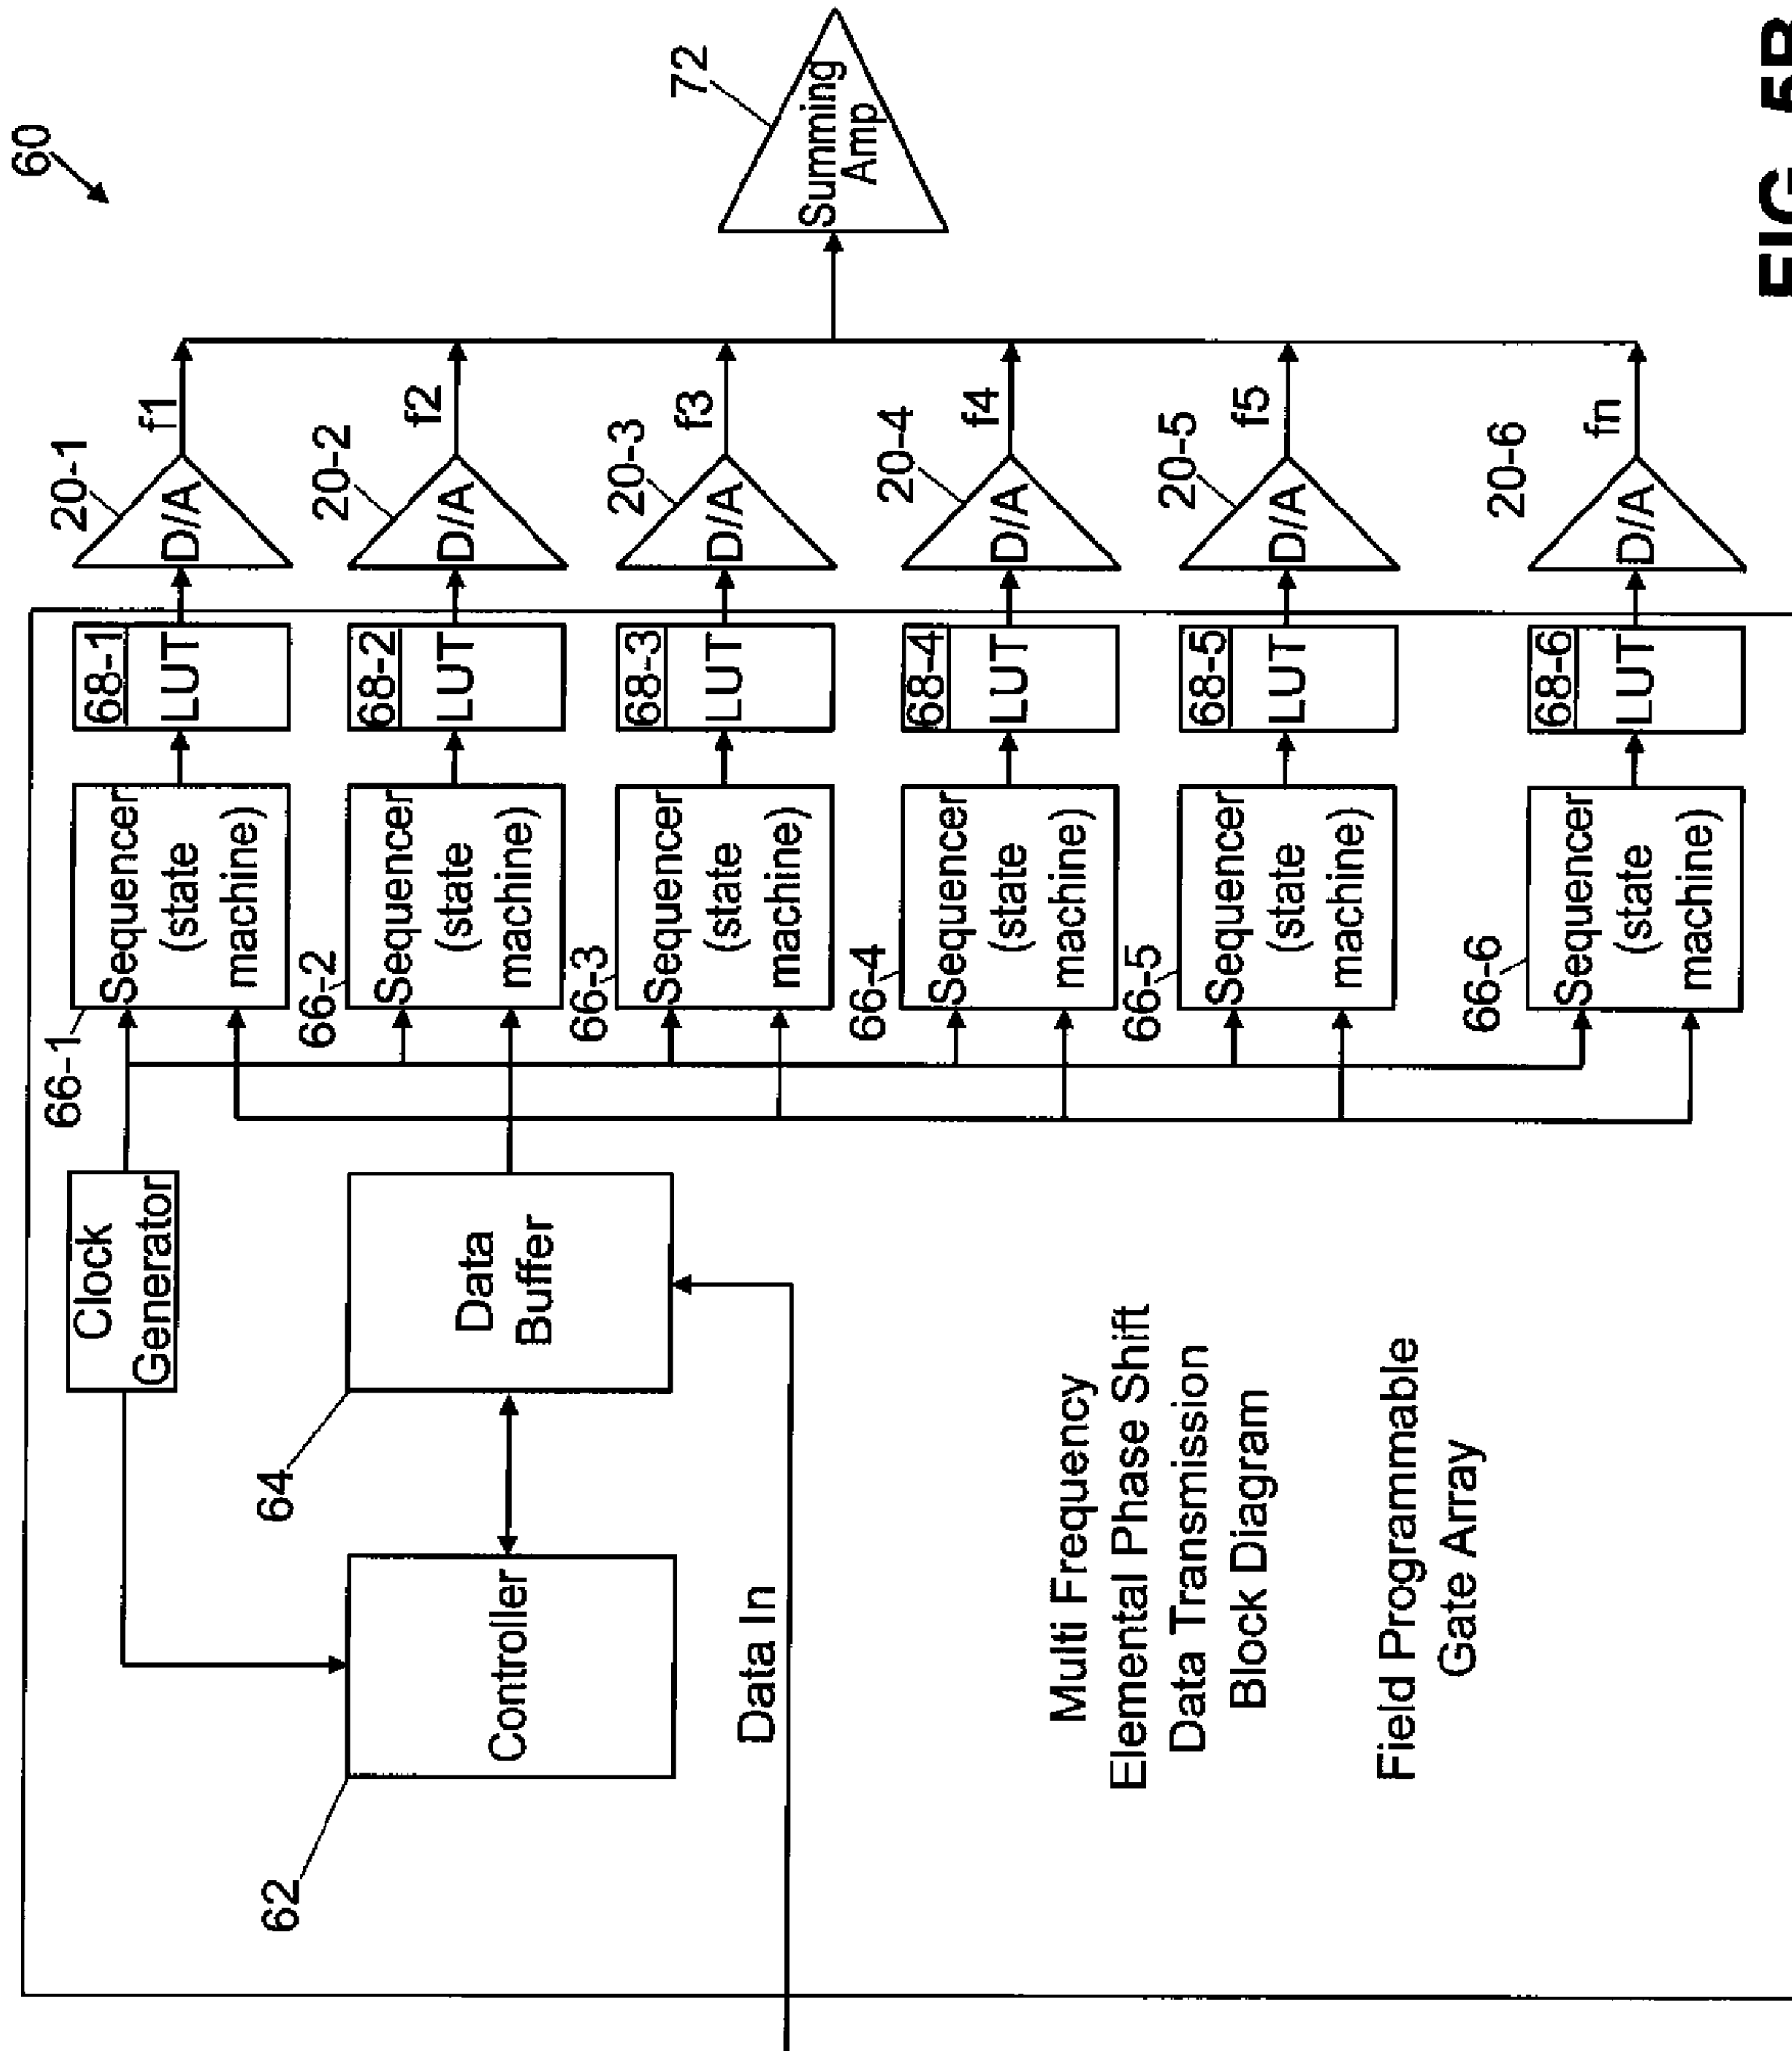 60
20-1
f1
20-2
f2
20-3
f3
20-4
f4
20-5
f5
20-6
fn
D/A
D/A
D/A
D/A
D/A
D/A
72
Summing
Amp
68-1
LUT
68-2
LUT
68-3
LUT
68-4
LUT
68-5
LUT
68-6
LUT
66-1
Sequencer
(state
machine)
66-2
Sequencer
(state
machine)
66-3
Sequencer
(state
machine)
66-4
Sequencer
(state
machine)
66-5
Sequencer
(state
machine)
66-6
Sequencer
(state
machine)
Clock
Generator
Data
Buffer
64
Controller
62
Data In
Multi Frequency
Elemental Phase Shift
Data Transmission
Block Diagram
Field Programmable
Gate Array
FIG. 5B